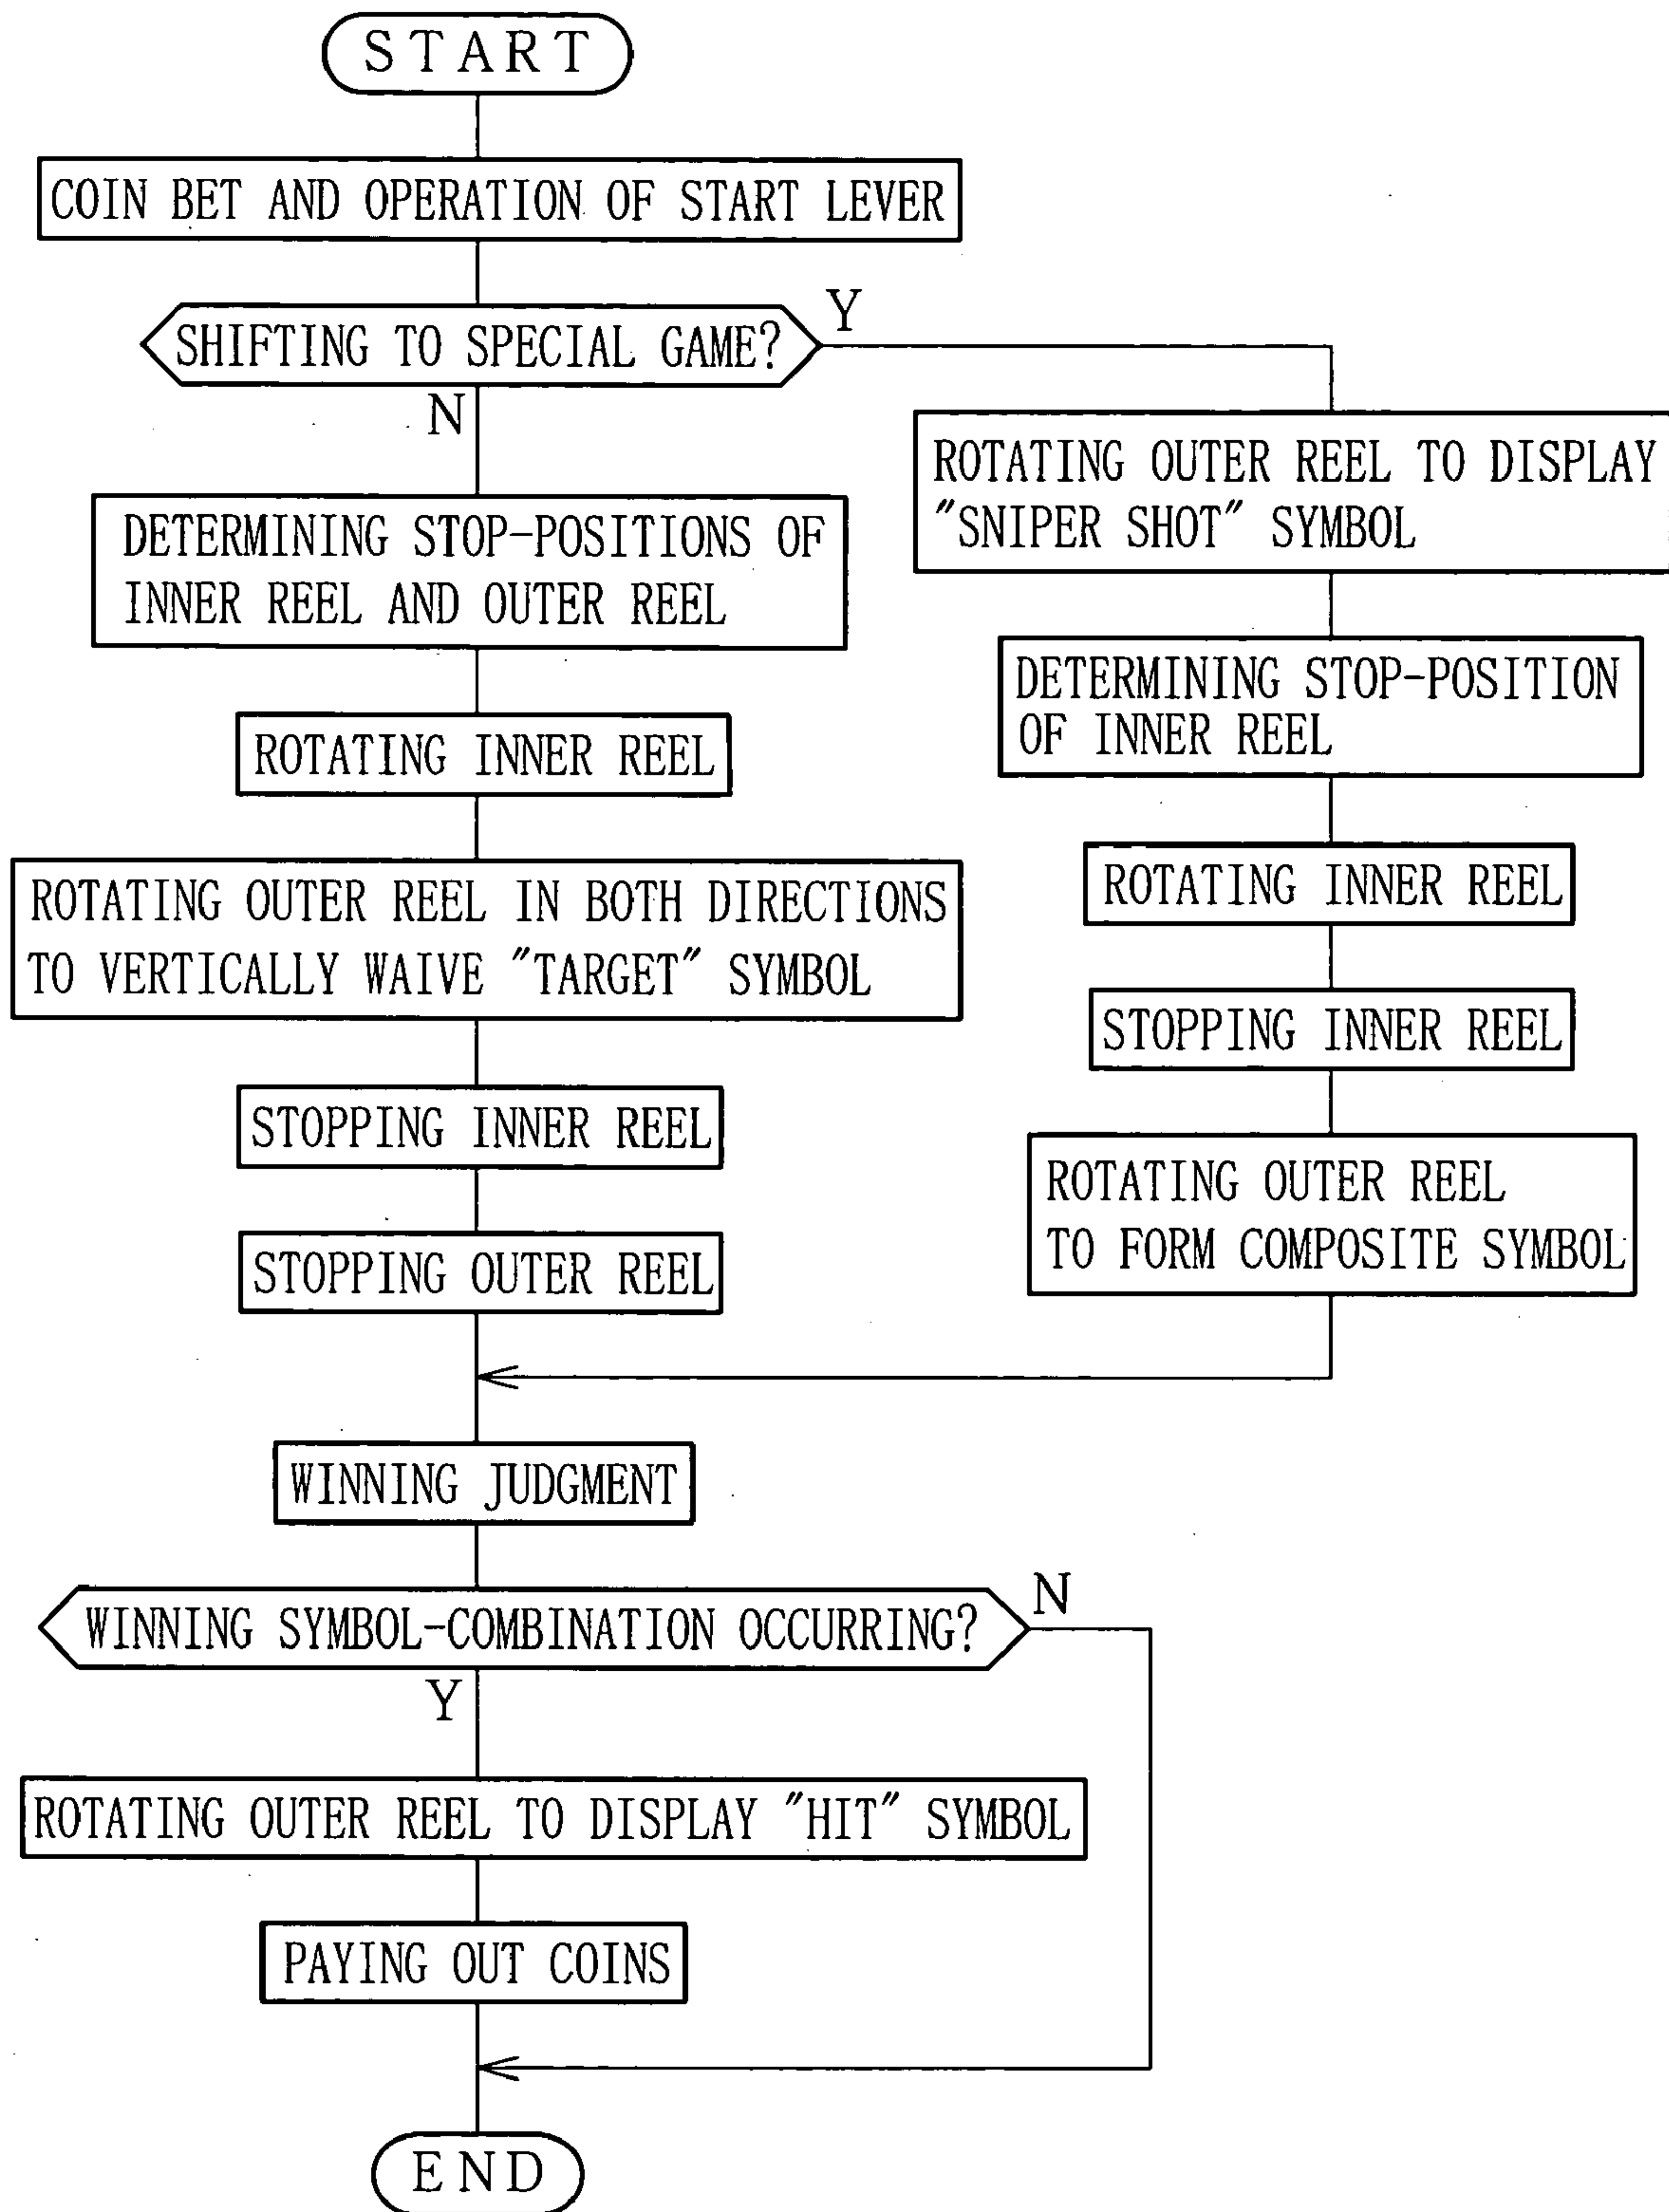 START
COIN BET AND OPERATION OF START LEVER
SHIFTING TO SPECIAL GAME?
Y
N
DETERMINING STOP-POSITIONS OF
INNER REEL AND OUTER REEL
ROTATING INNER REEL
ROTATING OUTER REEL IN BOTH DIRECTIONS
TO VERTICALLY WAIVE "TARGET" SYMBOL
STOPPING INNER REEL
STOPPING OUTER REEL
ROTATING OUTER REEL TO DISPLAY
"SNIPER SHOT" SYMBOL
DETERMINING STOP-POSITION
OF INNER REEL
ROTATING INNER REEL
STOPPING INNER REEL
ROTATING OUTER REEL
TO FORM COMPOSITE SYMBOL
WINNING JUDGMENT
WINNING SYMBOL-COMBINATION OCCURRING?
N
Y
ROTATING OUTER REEL TO DISPLAY "HIT" SYMBOL
PAYING OUT COINS
END